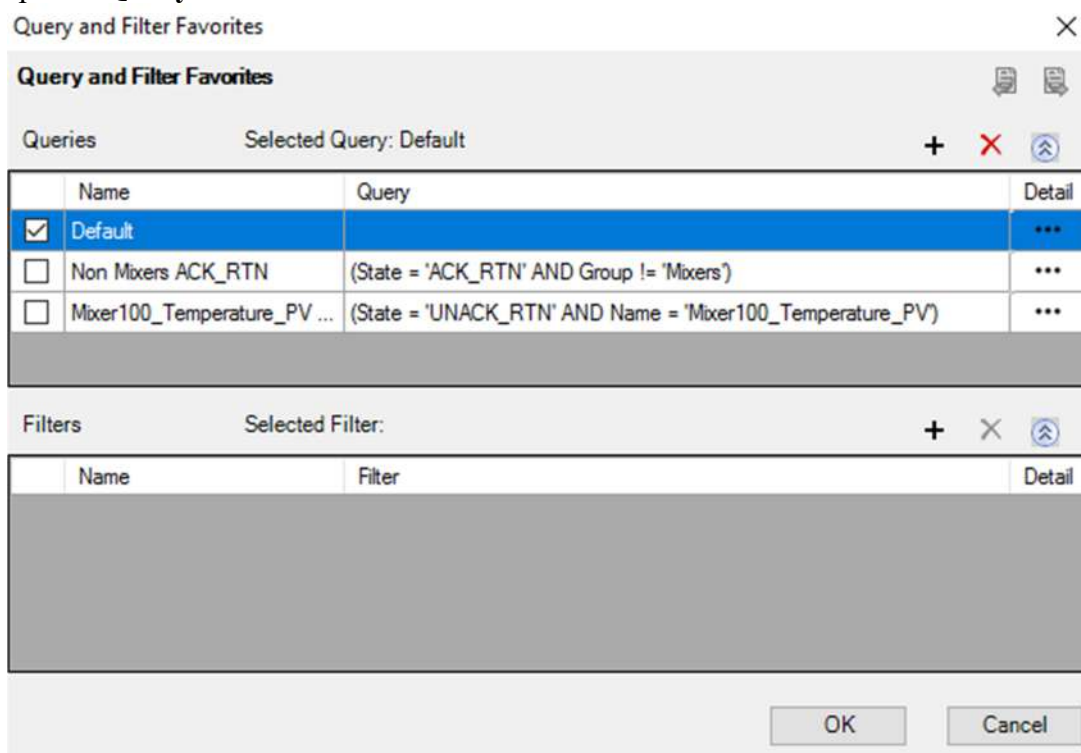 Query and Filter Favorites
Query and Filter Favorites
Queries Selected Query: Default
Name Query Detail
Default
Non Mixers ACK_RTN (State = 'ACK_RTN' AND Group != 'Mixers')
Mixer100_Temperature_PV ... (State = 'UNACK_RTN' AND Name = 'Mixer100_Temperature_PV')
Filters Selected Filter:
Name Filter Detail
OK Cancel